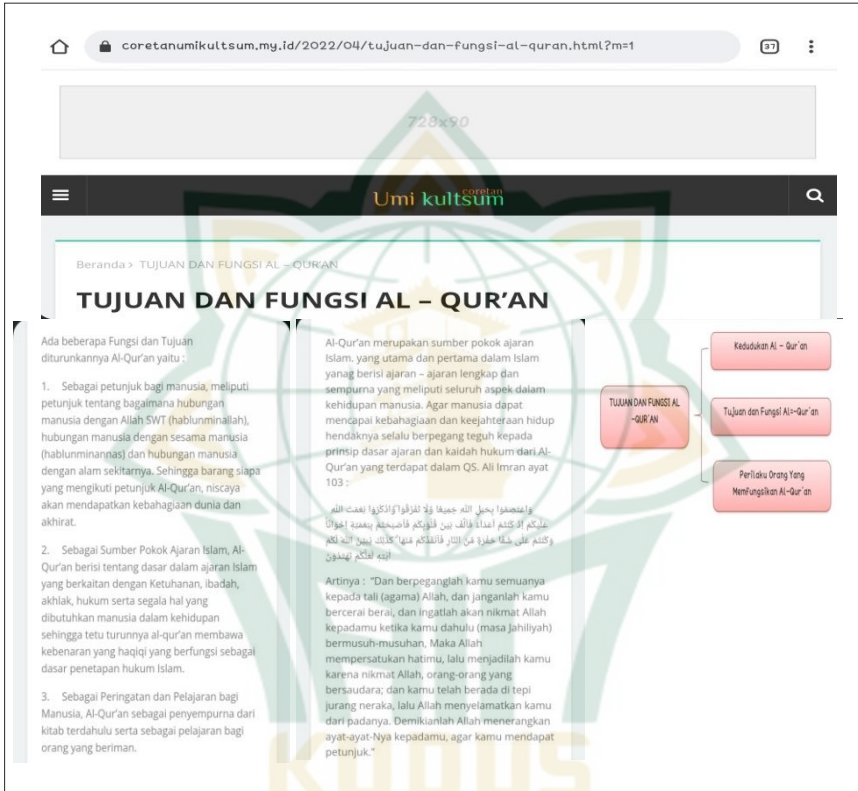 coretanumikultsum.my.id/2022/04/tujuan-dan-fungsi-al-quran.html?m=1
37
728x90
coretan
Umi kultsum
Beranda > TUJUAN DAN FUNGSI AL – QUR'AN
TUJUAN DAN FUNGSI AL – QUR'AN
Ada beberapa Fungsi dan Tujuan
diturunkannya Al-Qur'an yaitu :
1. Sebagai petunjuk bagi manusia, meliputi
petunjuk tentang bagaimana hubungan
manusia dengan Allah SWT (hablunminallah),
hubungan manusia dengan sesama manusia
(hablunminannas) dan hubungan manusia
dengan alam sekitarnya. Sehingga barang siapa
yang mengikuti petunjuk Al-Qur'an, niscaya
akan mendapatkan kebahagiaan dunia dan
akhirat.
2. Sebagai Sumber Pokok Ajaran Islam, Al-
Qur'an berisi tentang dasar dalam ajaran Islam
yang berkaitan dengan Ketuhanan, ibadah,
akhlak, hukum serta segala hal yang
dibutuhkan manusia dalam kehidupan
sehingga tetu turunnya al-qur'an membawa
kebenaran yang haqiqi yang berfungsi sebagai
dasar penetapan hukum Islam.
3. Sebagai Peringatan dan Pelajaran bagi
Manusia, Al-Qur'an sebagai penyempurna dari
kitab terdahulu serta sebagai pelajaran bagi
orang yang beriman.
Al-Qur'an merupakan sumber pokok ajaran
Islam. yang utama dan pertama dalam Islam
yanag berisi ajaran – ajaran lengkap dan
sempurna yang meliputi seluruh aspek dalam
kehidupan manusia. Agar manusia dapat
mencapai kebahagiaan dan keejahteraan hidup
hendaknya selalu berpegang teguh kepada
prinsip dasar ajaran dan kaidah hukum dari Al-
Qur'an yang terdapat dalam QS. Ali Imran ayat
103 :
وَاعْتَصِمُوا بِحَبْلِ اللّٰهِ جَمِيعًا وَّلَا تَفَرَّقُوْا وَاذْكُرُوْا نِعْمَتَ اللّٰهِ
عَلَيْكُمْ اِذْ كُنْتُمْ اَعْدَاۤءً فَاَلَّفَ بَيْنَ قُلُوْبِكُمْ فَاَصْبَحْتُمْ بِنِعْمَتِهٖٓ اِخْوَانًا
وَكُنْتُمْ عَلٰى شَفَا حُفْرَةٍ مِّنَ النَّارِ فَاَنْقَذَكُمْ مِّنْهَا كَذٰلِكَ يُبَيِّنُ اللّٰهُ لَكُمْ
اٰيٰتِهٖ لَعَلَّكُمْ تَهْتَدُوْنَ
Artinya : "Dan berpeganglah kamu semuanya
kepada tali (agama) Allah, dan janganlah kamu
bercerai berai, dan ingatlah akan nikmat Allah
kepadamu ketika kamu dahulu (masa Jahiliyah)
bermusuh-musuhan, Maka Allah
mempersatukan hatimu, lalu menjadilah kamu
karena nikmat Allah, orang-orang yang
bersaudara; dan kamu telah berada di tepi
jurang neraka, lalu Allah menyelamatkan kamu
dari padanya. Demikianlah Allah menerangkan
ayat-ayat-Nya kepadamu, agar kamu mendapat
petunjuk."
TUJUAN DAN FUNGSI AL
-QUR'AN
Kedudukan Al - Qur'an
Tujuan dan Fungsi Al=-Qur'an
Perilaku Orang Yang
Memfungsikan Al-Qur'an
KUDUS